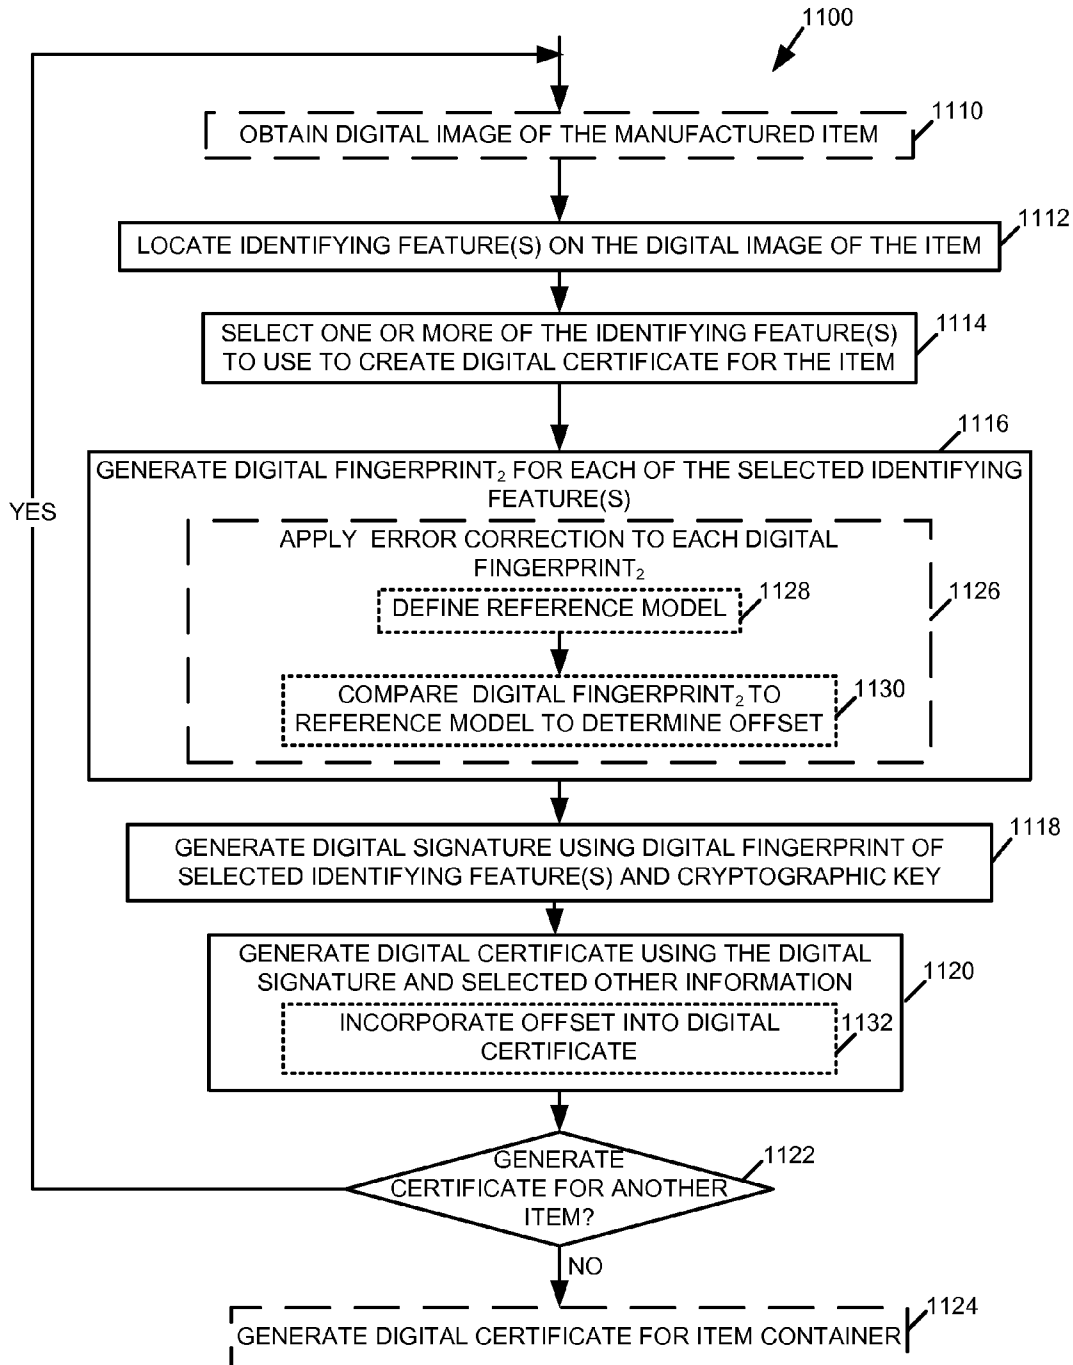 1100
OBTAIN DIGITAL IMAGE OF THE MANUFACTURED ITEM
1110
LOCATE IDENTIFYING FEATURE(S) ON THE DIGITAL IMAGE OF THE ITEM
1112
SELECT ONE OR MORE OF THE IDENTIFYING FEATURE(S)
TO USE TO CREATE DIGITAL CERTIFICATE FOR THE ITEM
1114
1116
GENERATE DIGITAL FINGERPRINT₂ FOR EACH OF THE SELECTED IDENTIFYING
FEATURE(S)
YES
APPLY ERROR CORRECTION TO EACH DIGITAL
FINGERPRINT₂
DEFINE REFERENCE MODEL
1128
1126
COMPARE DIGITAL FINGERPRINT₂ TO
REFERENCE MODEL TO DETERMINE OFFSET
1130
GENERATE DIGITAL SIGNATURE USING DIGITAL FINGERPRINT OF
SELECTED IDENTIFYING FEATURE(S) AND CRYPTOGRAPHIC KEY
1118
GENERATE DIGITAL CERTIFICATE USING THE DIGITAL
SIGNATURE AND SELECTED OTHER INFORMATION
1120
INCORPORATE OFFSET INTO DIGITAL
CERTIFICATE
1132
GENERATE
CERTIFICATE FOR ANOTHER
ITEM?
1122
NO
GENERATE DIGITAL CERTIFICATE FOR ITEM CONTAINER
1124